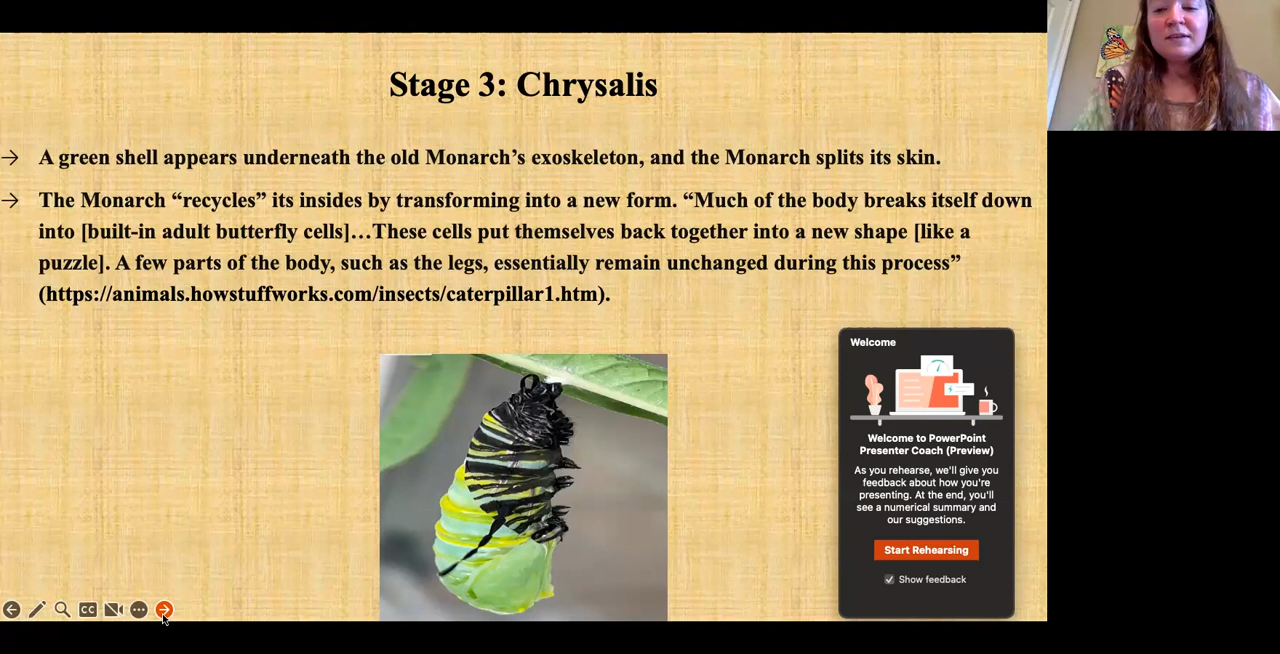 Stage 3: Chrysalis
→ A green shell appears underneath the old Monarch’s exoskeleton, and the Monarch splits its skin.
→ The Monarch “recycles” its insides by transforming into a new form. “Much of the body breaks itself down
into [built-in adult butterfly cells]…These cells put themselves back together into a new shape [like a
puzzle]. A few parts of the body, such as the legs, essentially remain unchanged during this process”
(https://animals.howstuffworks.com/insects/caterpillar1.htm).
Welcome
Welcome to PowerPoint
Presenter Coach (Preview)
As you rehearse, we'll give you
feedback about how you're
presenting. At the end, you'll
see a numerical summary and
our suggestions.
Start Rehearsing
Show feedback
CC